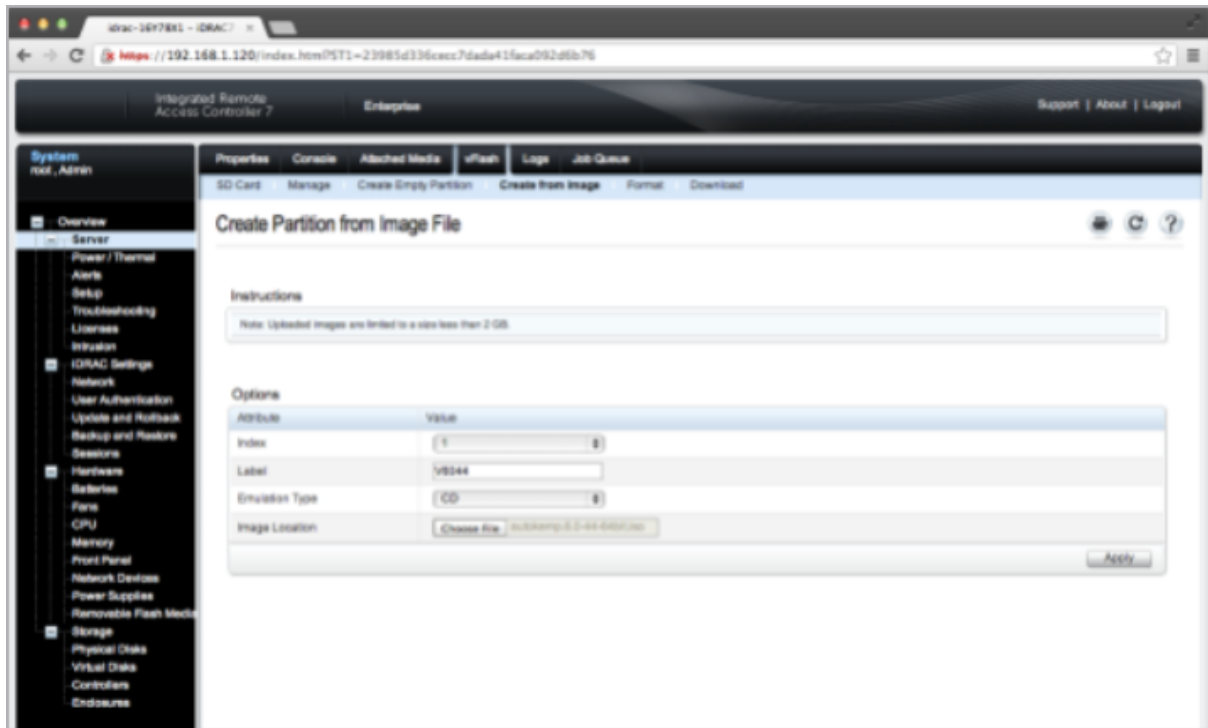 idrac-16Y78X1 - iDRAC7
https://192.168.1.120/index.html?ST1=
Integrated Remote
Access Controller 7
Enterprise
Support | About | Logout
System
root , Admin
Properties Console Attached Media vFlash Logs Job Queue
SD Card Manage Create Empty Partition Create from Image Format Download
Overview
Server
Power / Thermal
Alerts
Setup
Troubleshooting
Licenses
Intrusion
iDRAC Settings
Network
User Authentication
Update and Rollback
Backup and Restore
Sessions
Hardware
Batteries
Fans
CPU
Memory
Front Panel
Network Devices
Power Supplies
Removable Flash Media
Storage
Physical Disks
Virtual Disks
Controllers
Enclosures
Create Partition from Image File
Instructions
Note: Uploaded images are limited to a size less than 2 GB.
Options
Attribute Value
Index 1
Label V6044
Emulation Type CD
Image Location Choose File
Apply